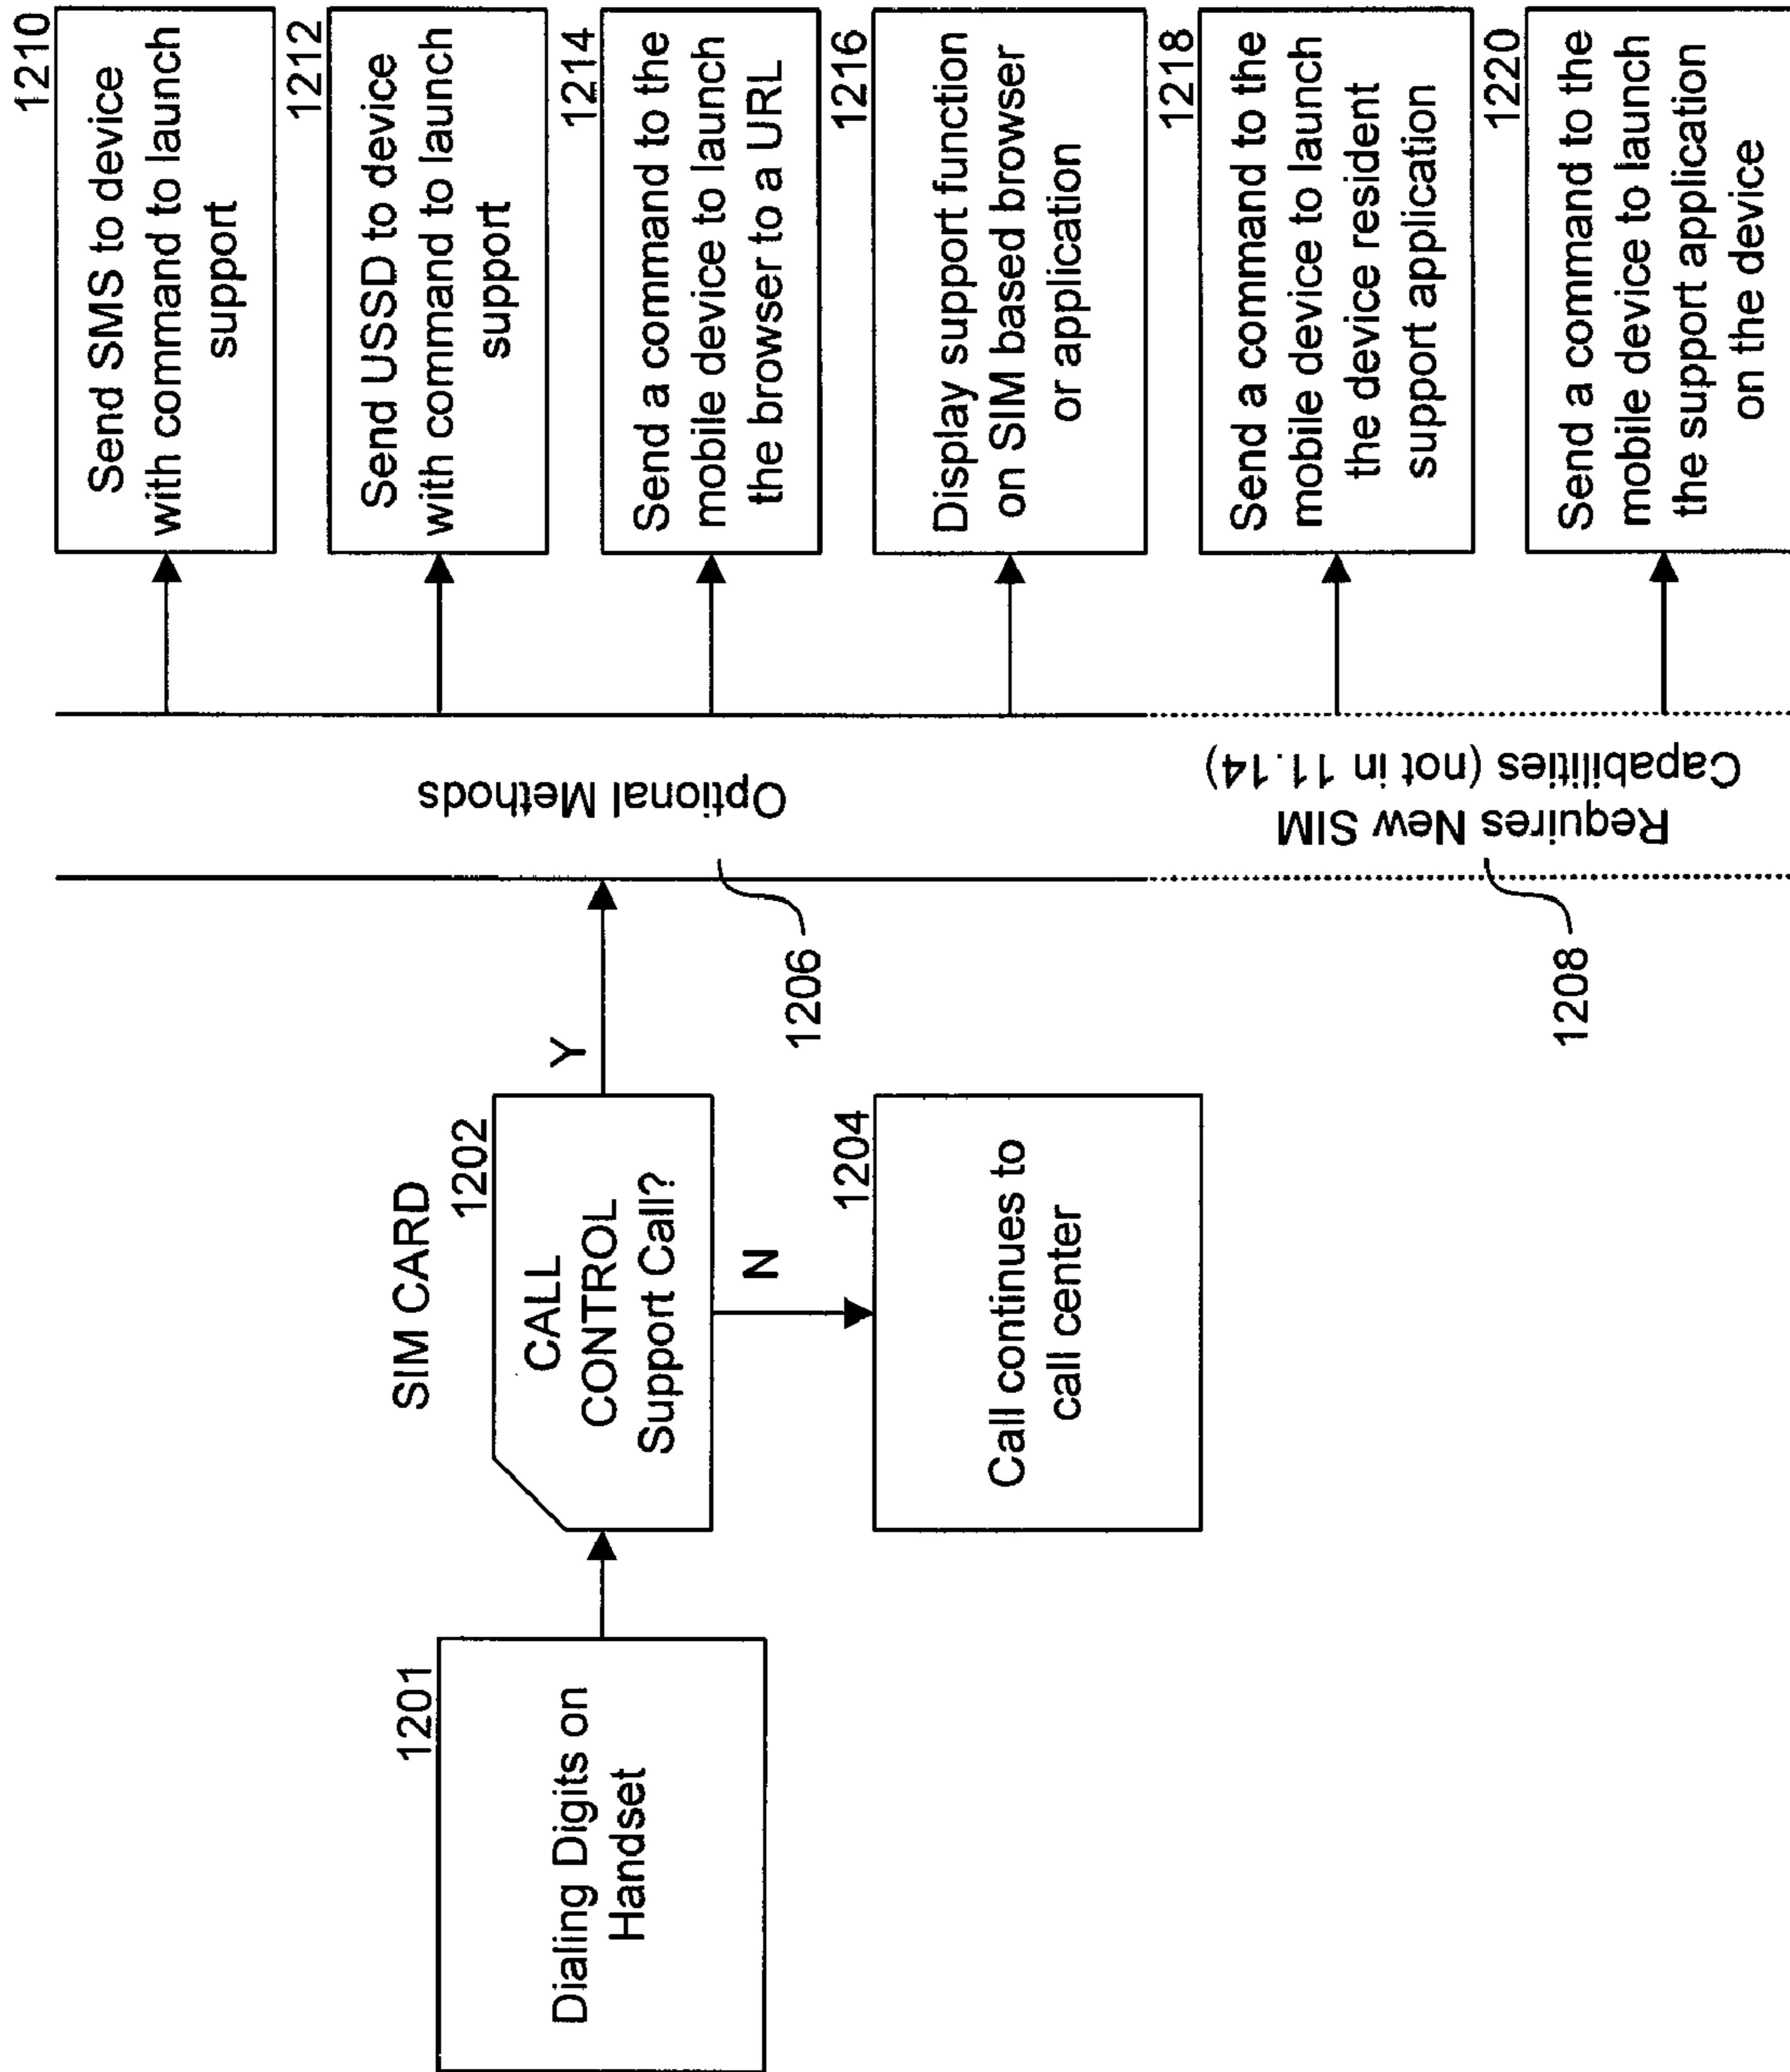 1201
Dialing Digits on
Handset
SIM CARD
1202
CALL
CONTROL
Support Call?
Y
N
1204
Call continues to
call center
1206
Optional Methods
1208
Requires New SIM
Capabilities (not in 11.14)
1210
Send SMS to device
with command to launch
support
1212
Send USSD to device
with command to launch
support
1214
Send a command to the
mobile device to launch
the browser to a URL
1216
Display support function
on SIM based browser
or application
1218
Send a command to the
mobile device to launch
the device resident
support application
1220
Send a command to the
mobile device to launch
the support application
on the device